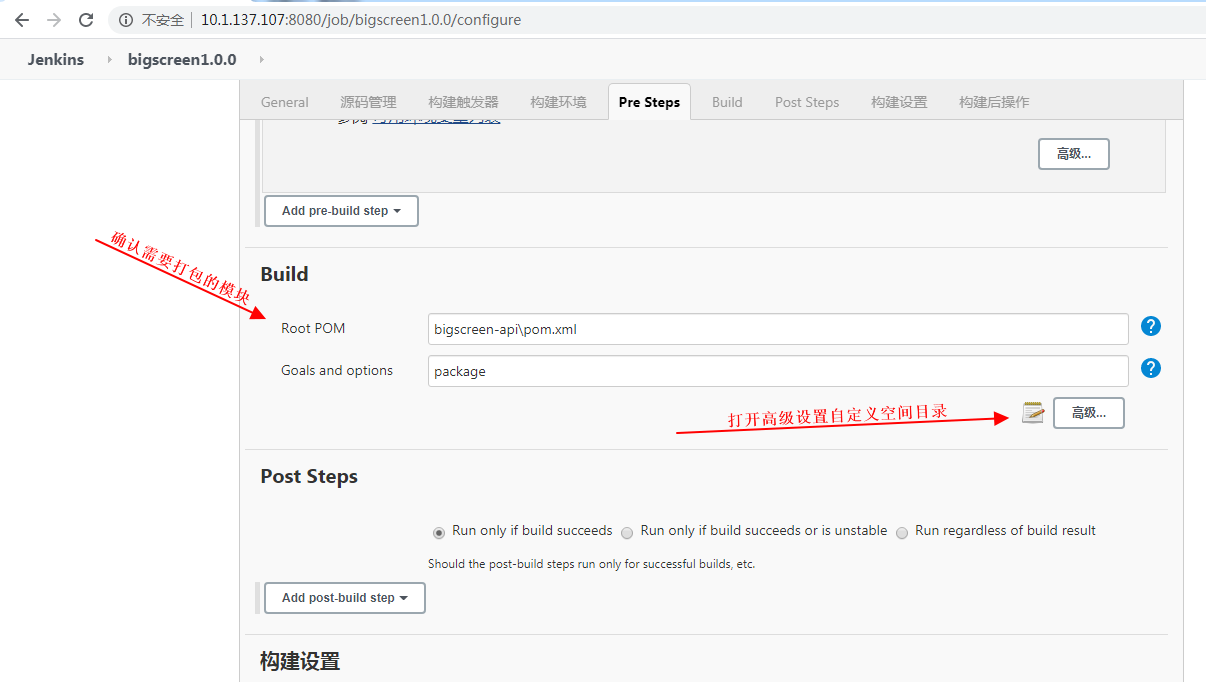 不安全 10.1.137.107:8080/job/bigscreen1.0.0/configure
Jenkins bigscreen1.0.0
General 源码管理 构建触发器 构建环境 Pre Steps Build Post Steps 构建设置 构建后操作
高级...
Add pre-build step
确认需要打包的模块
Build
Root POM bigscreen-api\pom.xml ?
Goals and options package ?
打开高级设置自定义空间目录 高级...
Post Steps
Run only if build succeeds Run only if build succeeds or is unstable Run regardless of build result
Should the post-build steps run only for successful builds, etc.
Add post-build step
构建设置